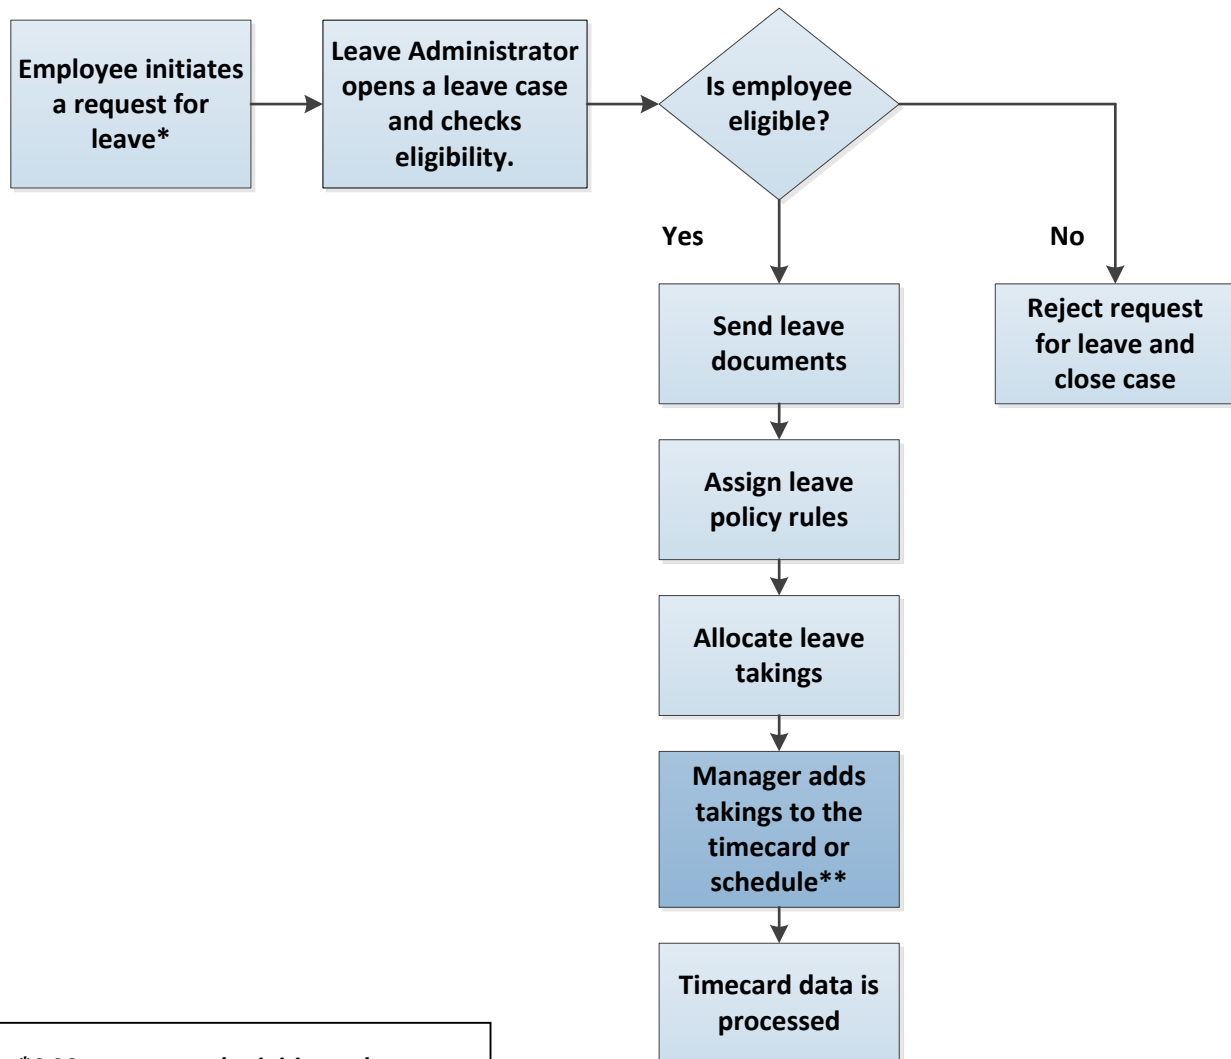 Employee initiates
a request for
leave*
Leave Administrator
opens a leave case
and checks
eligibility.
Is employee
eligible?
Yes
No
Send leave
documents
Reject request
for leave and
close case
Assign leave
policy rules
Allocate leave
takings
Manager adds
takings to the
timecard or
schedule**
Timecard data is
processed